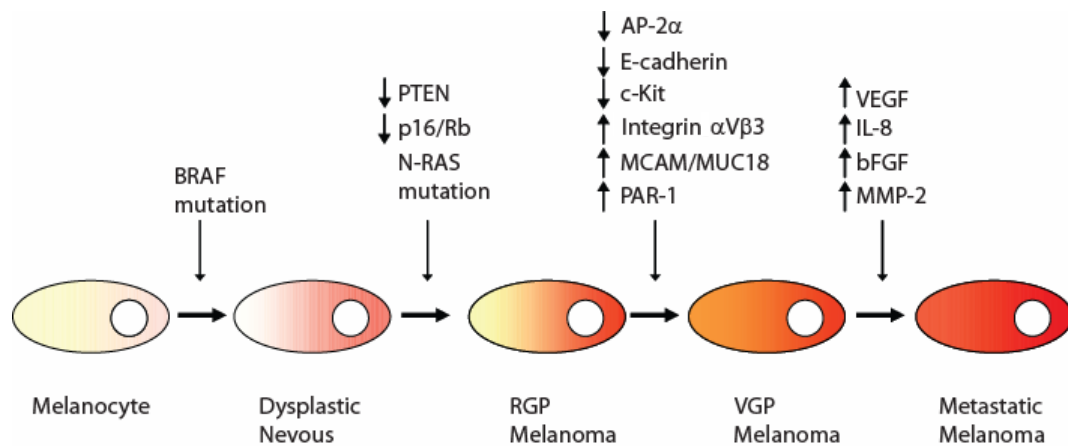 BRAF
mutation
PTEN
p16/Rb
N-RAS
mutation
AP-2α
E-cadherin
c-Kit
Integrin αVβ3
MCAM/MUC18
PAR-1
VEGF
IL-8
bFGF
MMP-2
Melanocyte
Dysplastic
Nevous
RGP
Melanoma
VGP
Melanoma
Metastatic
Melanoma